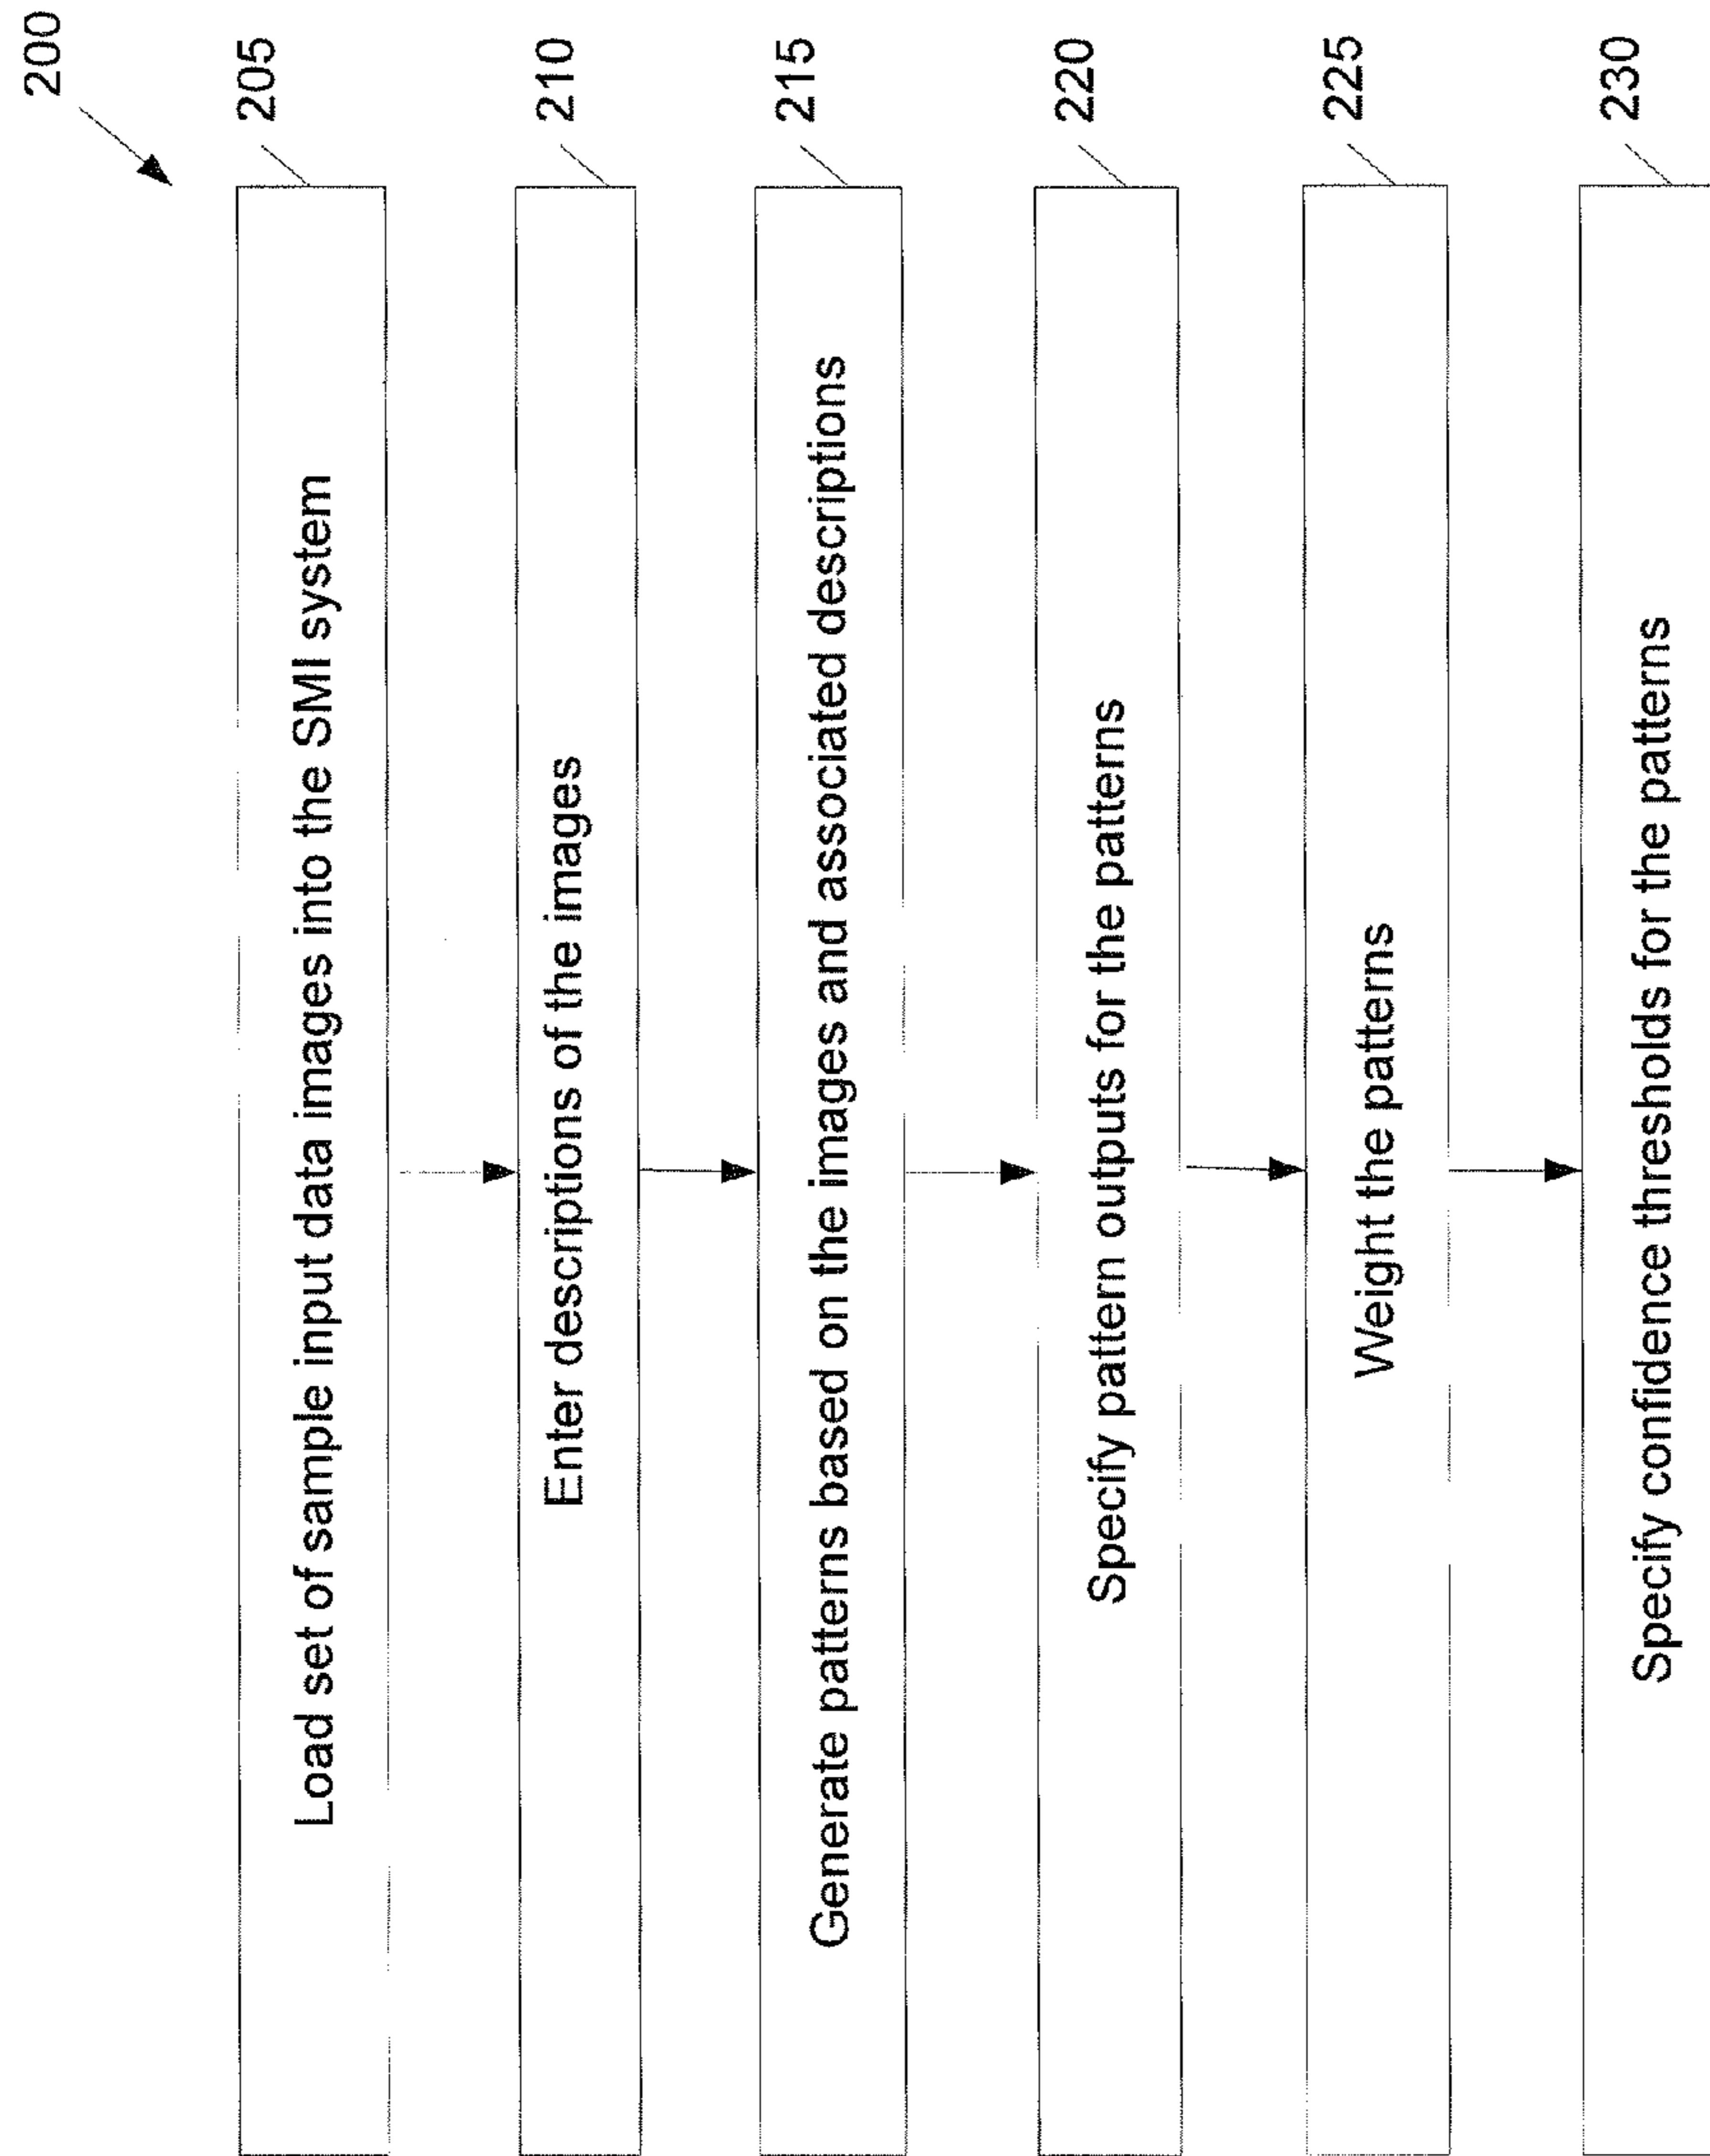 200
Load set of sample input data images into the SMI system
205
Enter descriptions of the images
210
Generate patterns based on the images and associated descriptions
215
Specify pattern outputs for the patterns
220
Weight the patterns
225
Specify confidence thresholds for the patterns
230